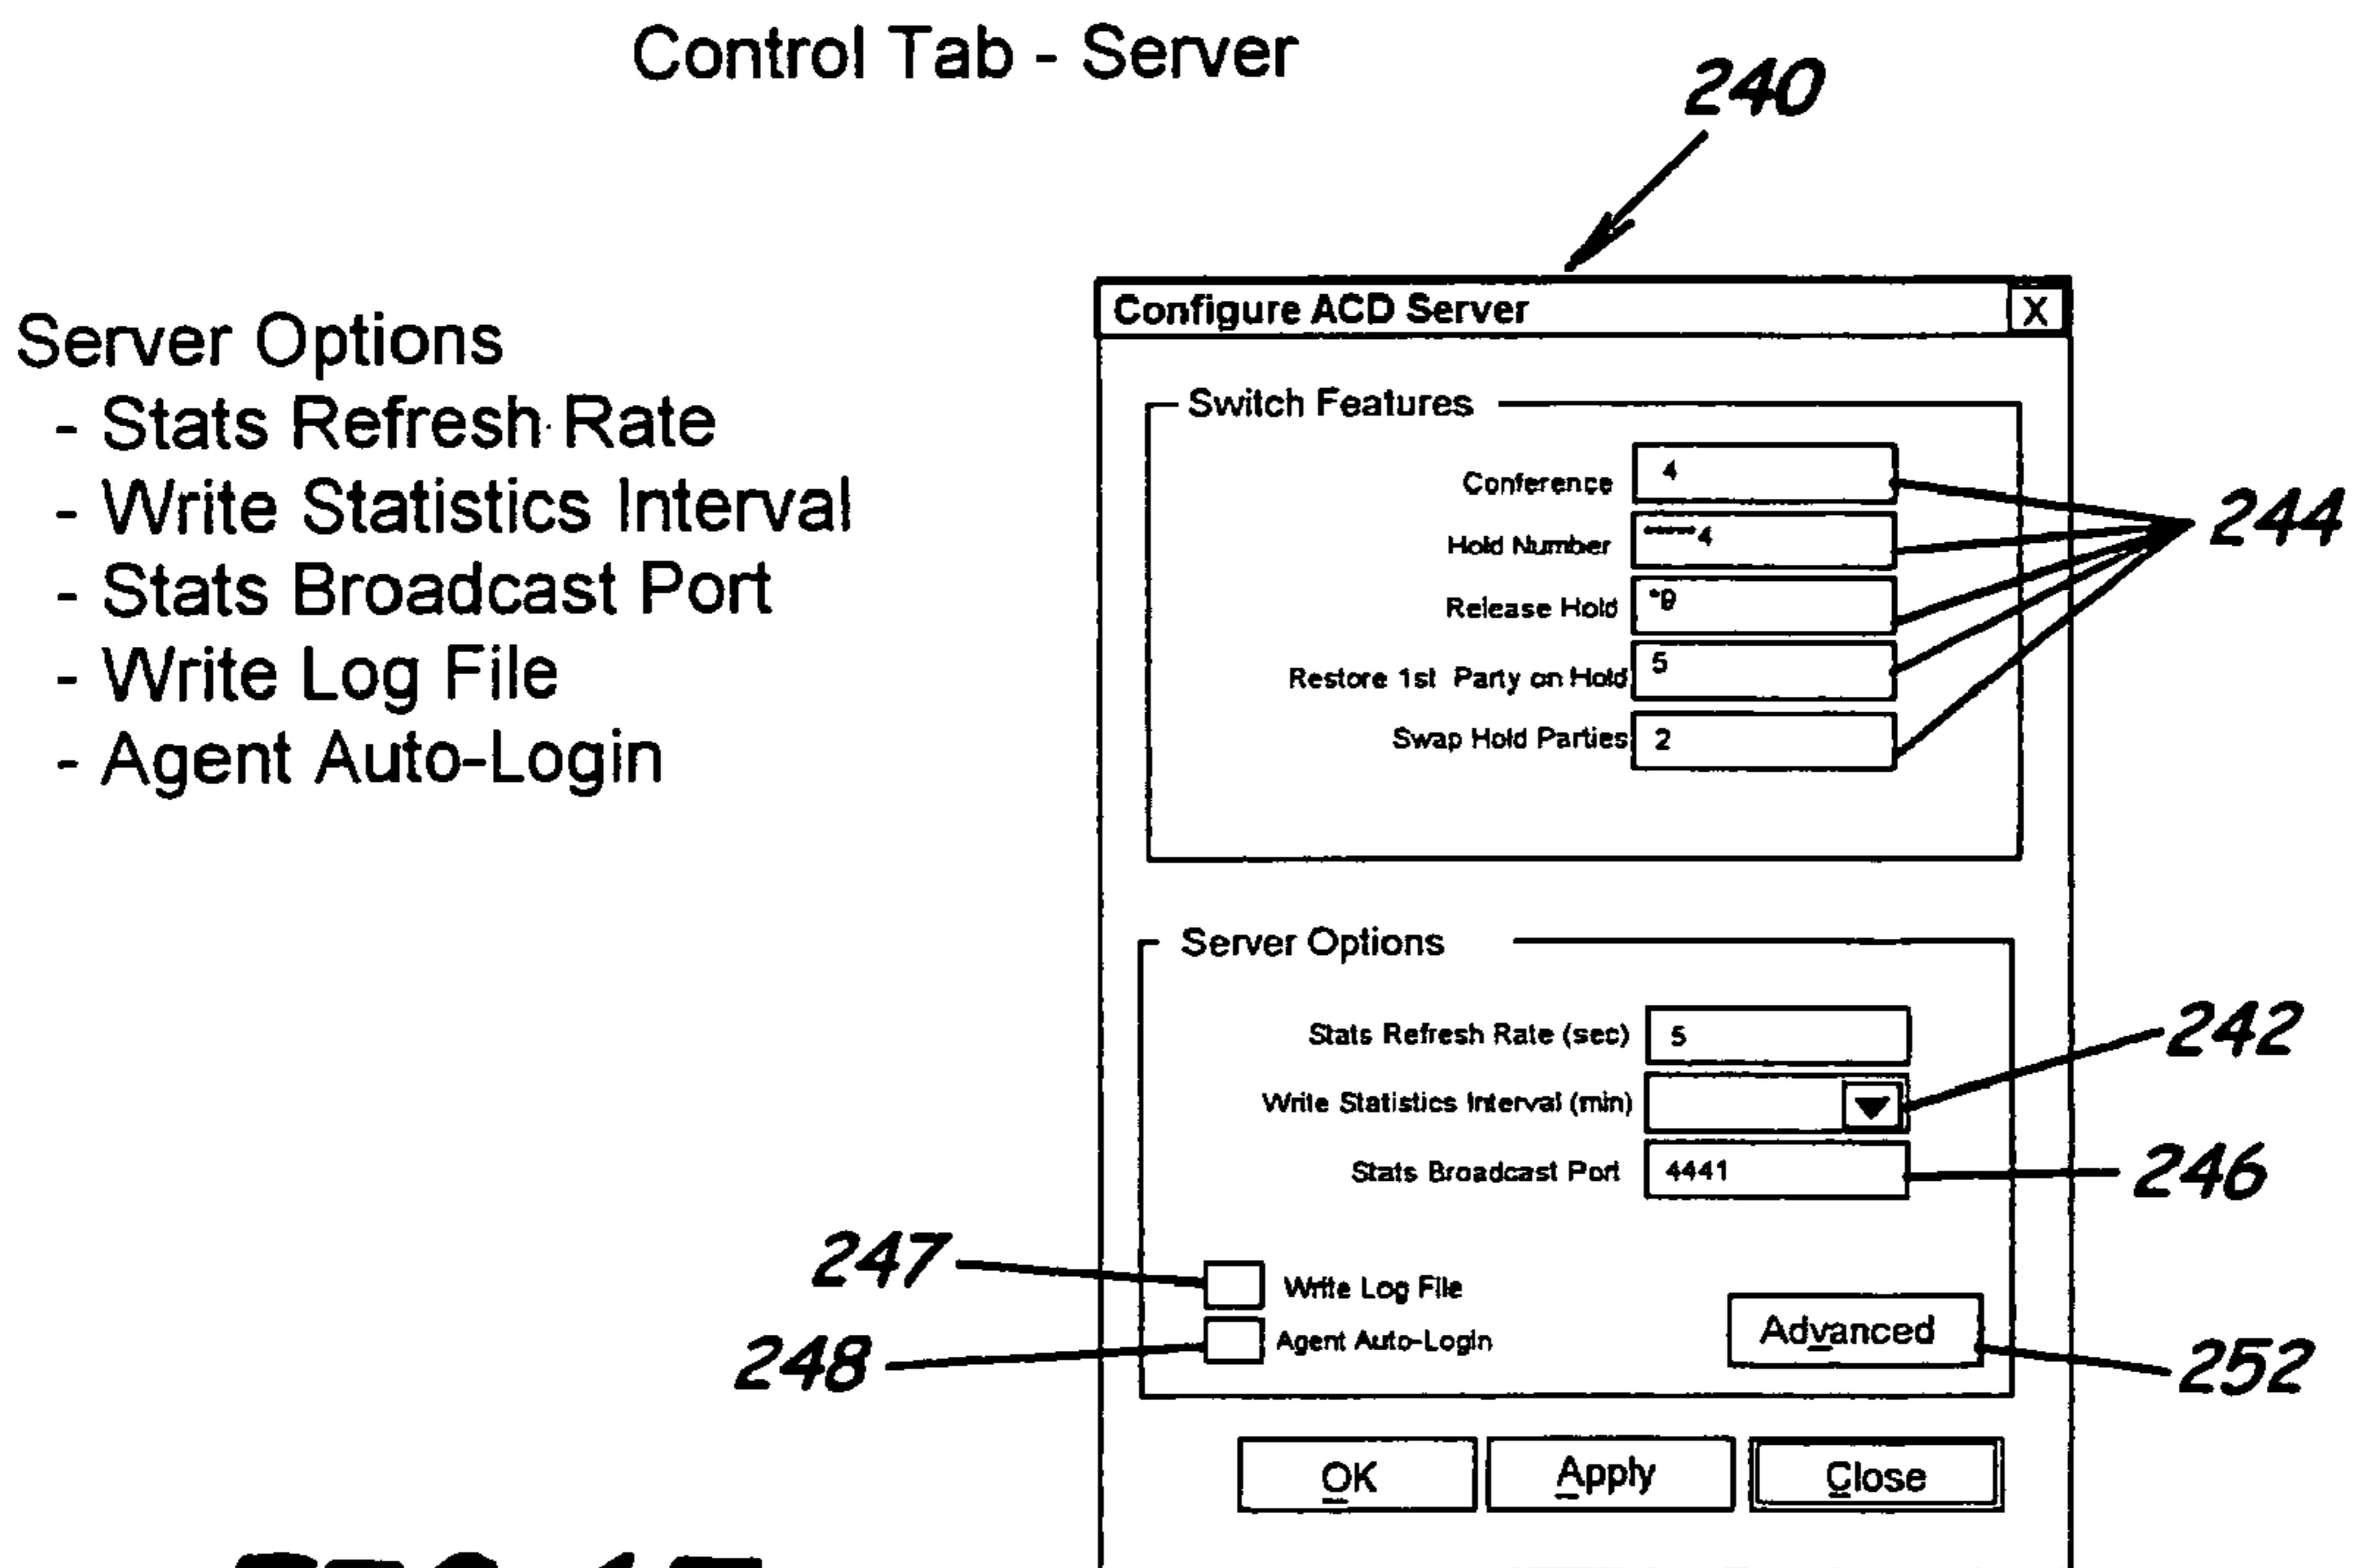 Control Tab - Server
240
Server Options
- Stats Refresh Rate
- Write Statistics Interval
- Stats Broadcast Port
- Write Log File
- Agent Auto-Login
Configure ACD Server X
Switch Features
Conference 4
Hold Number 4
Release Hold
Restore 1st Party on Hold 5
Swap Hold Parties 2
244
Server Options
Stats Refresh Rate (sec) 5
Write Statistics Interval (min)
Stats Broadcast Port 4441
242
246
247
Write Log File
248
Agent Auto-Login
Advanced
252
OK Apply Close